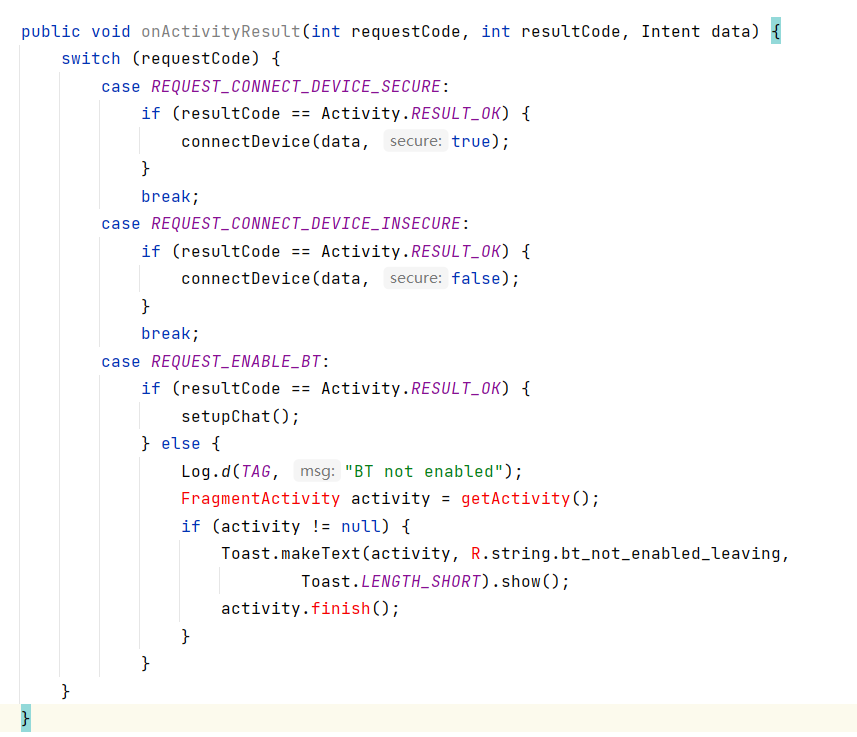 public void onActivityResult(int requestCode, int resultCode, Intent data) {
    switch (requestCode) {
        case REQUEST_CONNECT_DEVICE_SECURE:
            if (resultCode == Activity.RESULT_OK) {
                connectDevice(data, secure: true);
            }
            break;
        case REQUEST_CONNECT_DEVICE_INSECURE:
            if (resultCode == Activity.RESULT_OK) {
                connectDevice(data, secure: false);
            }
            break;
        case REQUEST_ENABLE_BT:
            if (resultCode == Activity.RESULT_OK) {
                setupChat();
            } else {
                Log.d(TAG, msg: "BT not enabled");
                FragmentActivity activity = getActivity();
                if (activity != null) {
                    Toast.makeText(activity, R.string.bt_not_enabled_leaving,
                            Toast.LENGTH_SHORT).show();
                    activity.finish();
                }
            }
    }
}